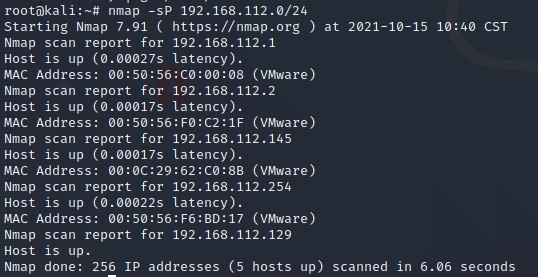 root@kali:~# nmap -sP 192.168.112.0/24
Starting Nmap 7.91 ( https://nmap.org ) at 2021-10-15 10:40 CST
Nmap scan report for 192.168.112.1
Host is up (0.00027s latency).
MAC Address: 00:50:56:C0:00:08 (VMware)
Nmap scan report for 192.168.112.2
Host is up (0.00017s latency).
MAC Address: 00:50:56:F0:C2:1F (VMware)
Nmap scan report for 192.168.112.145
Host is up (0.00017s latency).
MAC Address: 00:0C:29:62:C0:8B (VMware)
Nmap scan report for 192.168.112.254
Host is up (0.00022s latency).
MAC Address: 00:50:56:F6:BD:17 (VMware)
Nmap scan report for 192.168.112.129
Host is up.
Nmap done: 256 IP addresses (5 hosts up) scanned in 6.06 seconds